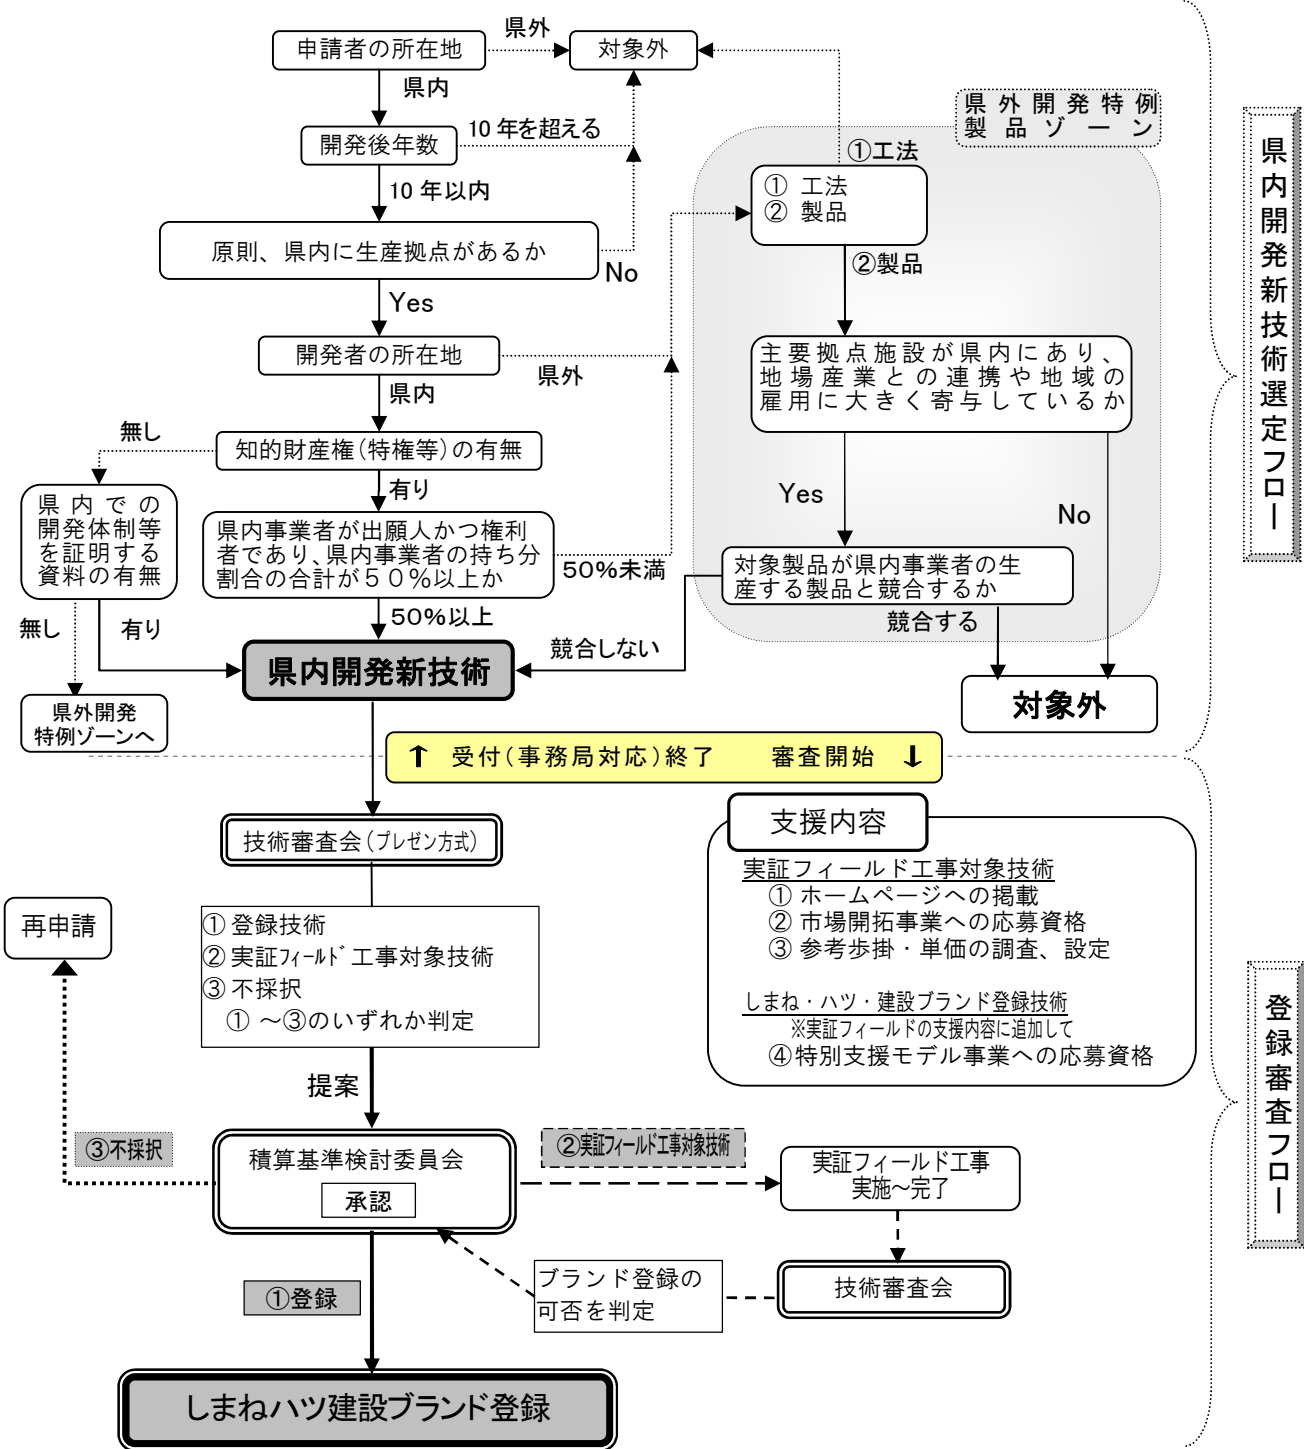 申請者の所在地
県外
対象外
県内
開発後年数
10年を超える
10年以内
原則、県内に生産拠点があるか
No
Yes
開発者の所在地
県外
県内
無し
知的財産権(特権等)の有無
有り
県内での
開発体制等
を証明する
資料の有無
県内事業者が出願人かつ権利
者であり、県内事業者の持ち分
割合の合計が50%以上か
50%未満
無し
有り
50%以上
県内開発新技術
競合しない
県外開発
特例ゾーンへ
県外開発特例
製品ゾーン
①工法
① 工法
② 製品
②製品
主要拠点施設が県内にあり、
地場産業との連携や地域の
雇用に大きく寄与しているか
Yes
No
対象製品が県内事業者の生
産する製品と競合するか
競合する
対象外
県内開発新技術選定フロー
↑ 受付(事務局対応)終了 審査開始 ↓
技術審査会(プレゼン方式)
① 登録技術
② 実証フィールド工事対象技術
③ 不採択
① ~③のいずれか判定
再申請
提案
支援内容
実証フィールド工事対象技術
① ホームページへの掲載
② 市場開拓事業への応募資格
③ 参考歩掛・単価の調査、設定
しまね・ハツ・建設ブランド登録技術
※実証フィールドの支援内容に追加して
④特別支援モデル事業への応募資格
③不採択
積算基準検討委員会
承認
②実証フィールド工事対象技術
実証フィールド工事
実施~完了
技術審査会
ブランド登録の
可否を判定
①登録
しまねハツ建設ブランド登録
登録審査フロー